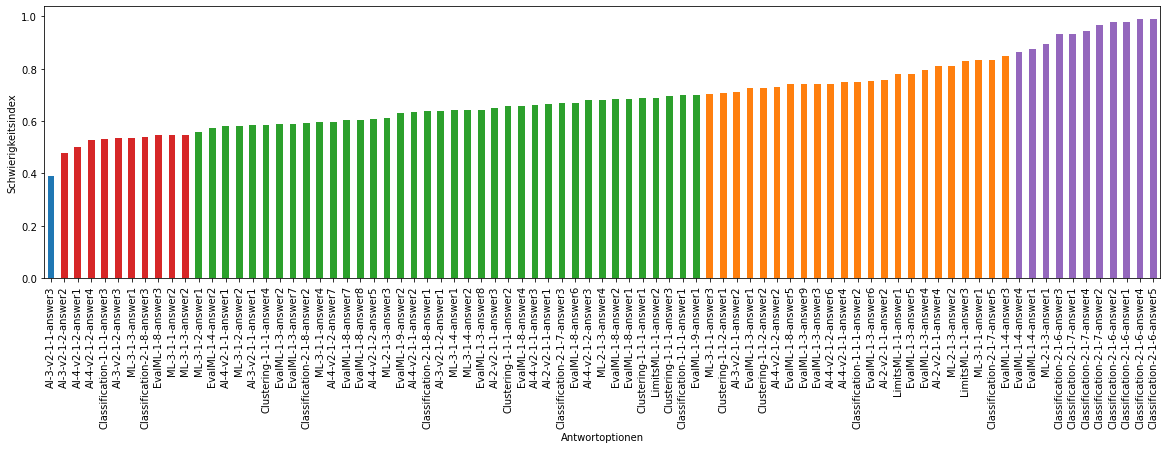 1.0
0.8
0.6
0.4
0.2
0.0
Schwierigkeitsindex
AI-3-v2-1.1-answer3
AI-3-v2-1.2-answer2
AI-4-v2-1.2-answer1
AI-4-v2-1.2-answer4
Classification-1-1.1-answer3
AI-3-v2-1.2-answer3
ML-3-1.3-answer1
Classification-2-1.8-answer3
EvalML-1.8-answer3
ML-3-1.1-answer2
ML-3-1.3-answer2
ML-3-1.2-answer1
EvalML-1.4-answer2
AI-4-v2-1.1-answer1
ML-3-1.2-answer2
AI-3-v2-1.1-answer1
Clustering-1-1.1-answer4
EvalML-1.3-answer2
EvalML-1.3-answer7
Classification-2-1.8-answer2
ML-3-1.1-answer4
AI-4-v2-1.2-answer7
EvalML-1.8-answer7
EvalML-1.8-answer8
AI-4-v2-1.2-answer5
ML-2-1.3-answer3
EvalML-1.9-answer2
AI-4-v2-1.1-answer2
Classification-2-1.8-answer1
AI-3-v2-1.2-answer1
ML-3-1.4-answer1
ML-3-1.4-answer2
EvalML-1.3-answer8
AI-2-v2-1.1-answer3
Clustering-1-1.1-answer2
EvalML-1.8-answer4
AI-4-v2-1.1-answer3
AI-2-v2-1.1-answer1
Classification-2-1.7-answer3
EvalML-1.8-answer6
AI-4-v2-1.2-answer3
ML-2-1.3-answer4
EvalML-1.8-answer2
EvalML-1.8-answer1
Clustering-1-1.1-answer1
LimitsML-1.1-answer2
Clustering-1-1.1-answer3
Classification-1-1.1-answer1
EvalML-1.9-answer1
ML-3-1.1-answer3
Clustering-1-1.2-answer1
AI-3-v2-1.1-answer2
EvalML-1.3-answer1
Clustering-1-1.2-answer2
AI-4-v2-1.2-answer2
EvalML-1.8-answer5
EvalML-1.8-answer9
EvalML-1.3-answer3
AI-4-v2-1.2-answer6
AI-4-v2-1.1-answer4
Classification-1-1.1-answer2
EvalML-1.3-answer6
AI-2-v2-1.1-answer2
LimitsML-1.1-answer1
EvalML-1.3-answer5
EvalML-1.3-answer4
AI-2-v2-1.1-answer4
ML-2-1.3-answer2
LimitsML-1.1-answer3
ML-3-1.1-answer1
Classification-2-1.7-answer5
EvalML-1.4-answer3
EvalML-1.4-answer4
EvalML-1.4-answer1
ML-2-1.3-answer1
Classification-2-1.6-answer3
Classification-2-1.7-answer1
Classification-2-1.7-answer4
Classification-2-1.7-answer2
Classification-2-1.6-answer2
Classification-2-1.6-answer1
Classification-2-1.6-answer4
Classification-2-1.6-answer5
Antwortoptionen